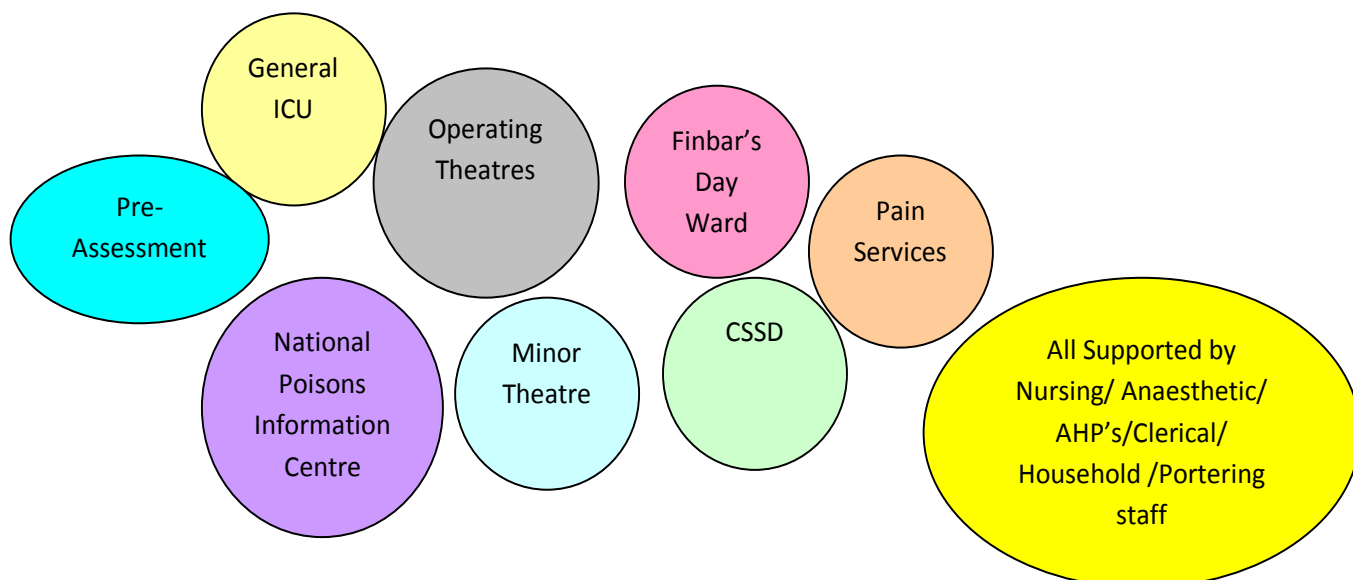 General
ICU
Operating
Theatres
Finbar’s
Day
Ward
Pre-
Assessment
Pain
Services
National
Poisons
Information
Centre
Minor
Theatre
CSSD
All Supported by
Nursing/ Anaesthetic/
AHP’s/Clerical/
Household /Portering
staff